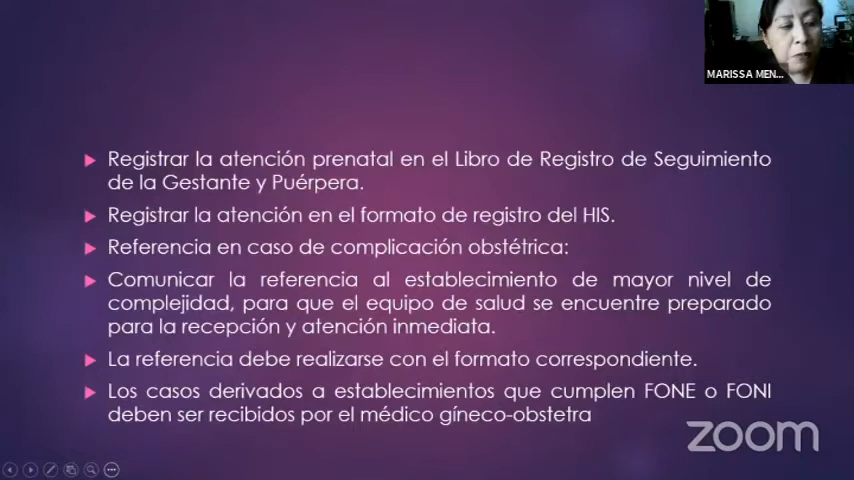 MARISSA MEN...
Registrar la atención prenatal en el Libro de Registro de Seguimiento
de la Gestante y Puérpera.
Registrar la atención en el formato de registro del HIS.
Referencia en caso de complicación obstétrica:
Comunicar la referencia al establecimiento de mayor nivel de
complejidad, para que el equipo de salud se encuentre preparado
para la recepción y atención inmediata.
La referencia debe realizarse con el formato correspondiente.
Los casos derivados a establecimientos que cumplen FONE o FONI
deben ser recibidos por el médico gíneco-obstetra
zoom